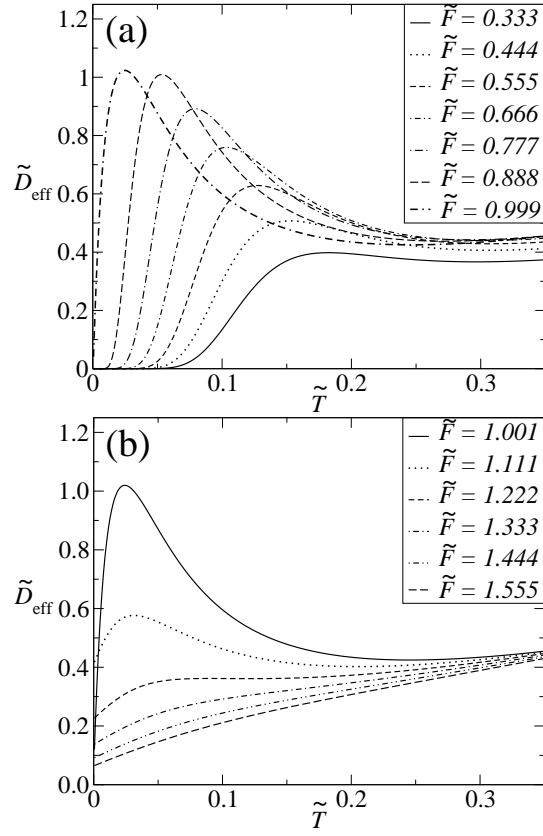 (a)
1.2
1
0.8
0.6
0.4
0.2
0
D̃eff
F̃ = 0.333
F̃ = 0.444
F̃ = 0.555
F̃ = 0.666
F̃ = 0.777
F̃ = 0.888
F̃ = 0.999
0 0.1 0.2 0.3
T̃
(b)
1.2
1.0
0.8
0.6
0.4
0.2
0.0
D̃eff
F̃ = 1.001
F̃ = 1.111
F̃ = 1.222
F̃ = 1.333
F̃ = 1.444
F̃ = 1.555
0 0.1 0.2 0.3
T̃